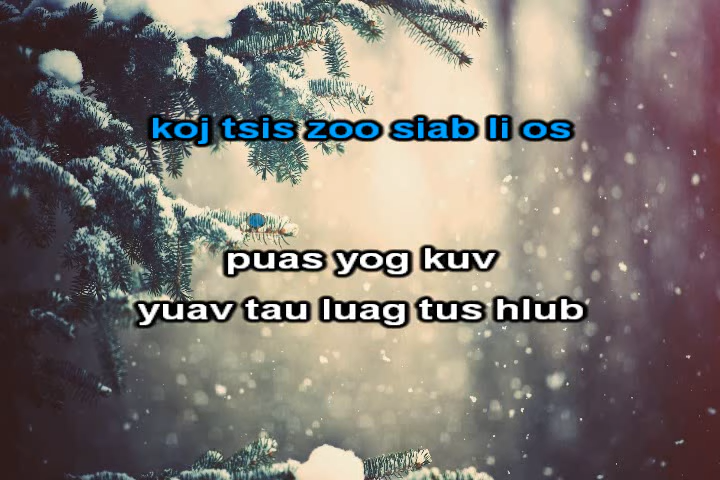 koj tsis zoo siab li os
puas yog kuv
yuav tau luag tus hlub